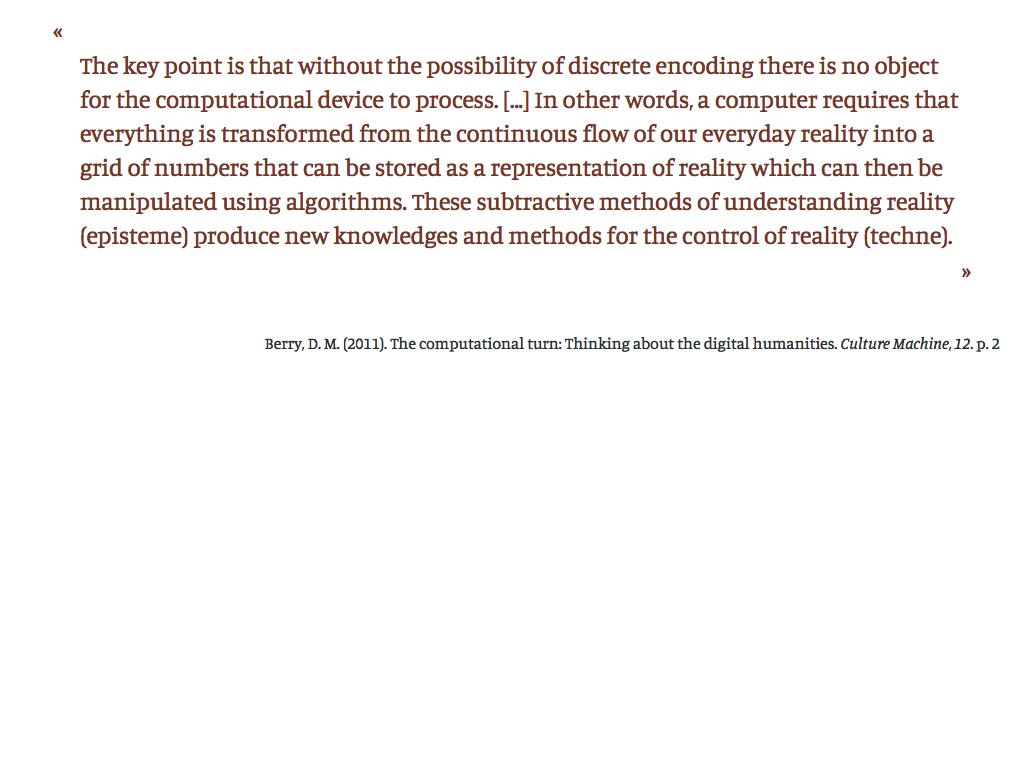 «
The key point is that without the possibility of discrete encoding there is no object
for the computational device to process. [...] In other words, a computer requires that
everything is transformed from the continuous flow of our everyday reality into a
grid of numbers that can be stored as a representation of reality which can then be
manipulated using algorithms. These subtractive methods of understanding reality
(episteme) produce new knowledges and methods for the control of reality (techne).
»
Berry, D. M. (2011). The computational turn: Thinking about the digital humanities. Culture Machine, 12. p. 2